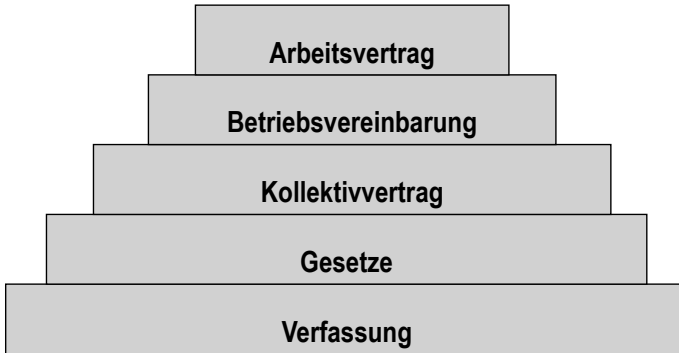 Arbeitsvertrag
Betriebsvereinbarung
Kollektivvertrag
Gesetze
Verfassung